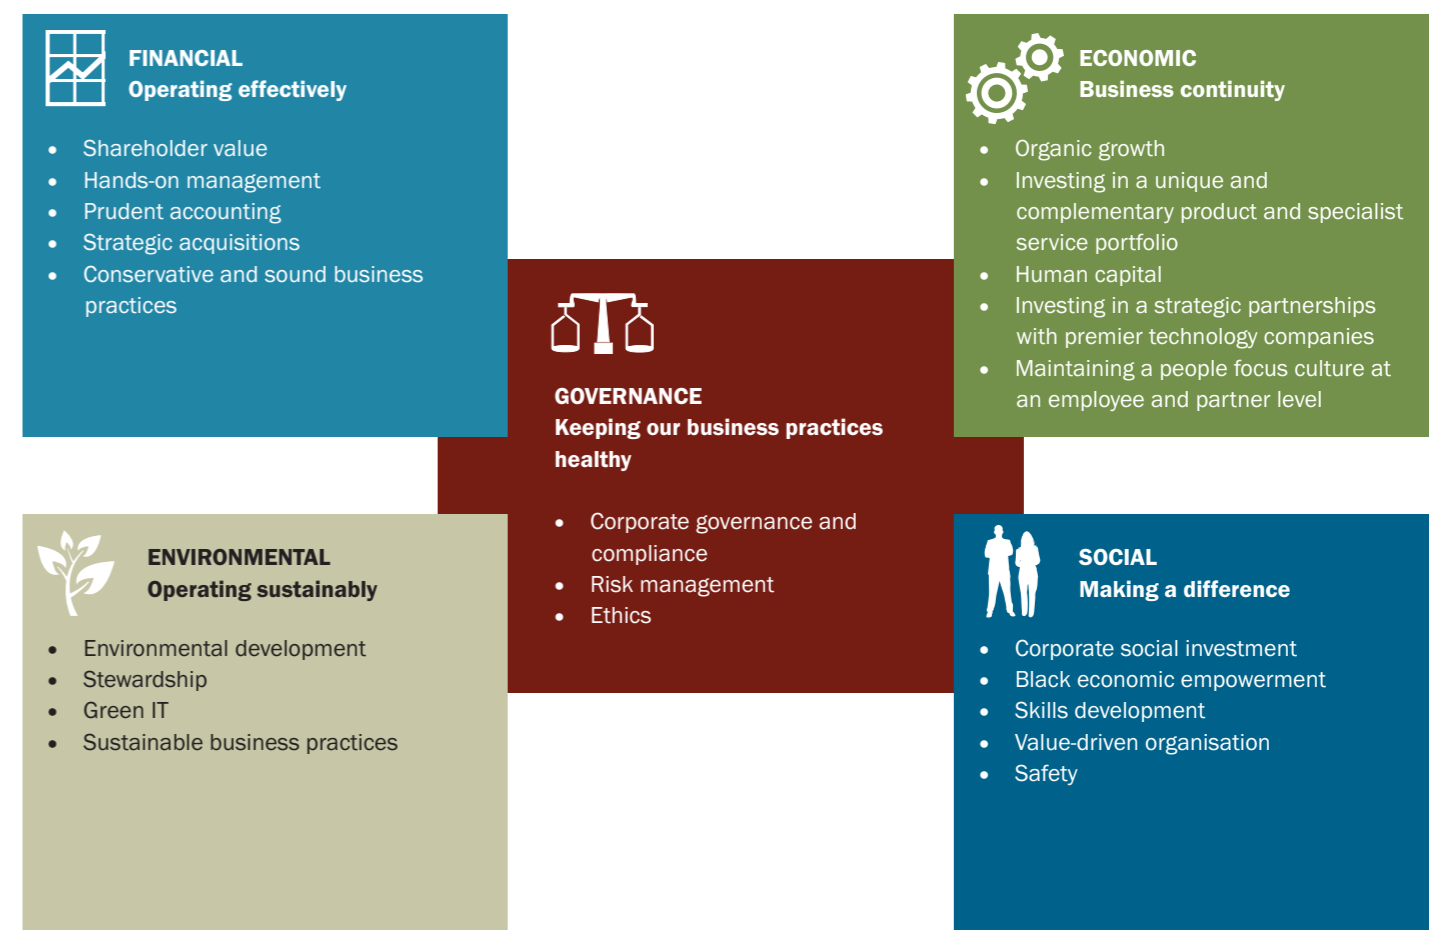 FINANCIAL
Operating effectively
• Shareholder value
• Hands-on management
• Prudent accounting
• Strategic acquisitions
• Conservative and sound business
practices
ECONOMIC
Business continuity
• Organic growth
• Investing in a unique and
complementary product and specialist
service portfolio
• Human capital
• Investing in a strategic partnerships
with premier technology companies
• Maintaining a people focus culture at
an employee and partner level
GOVERNANCE
Keeping our business practices
healthy
• Corporate governance and
compliance
• Risk management
• Ethics
ENVIRONMENTAL
Operating sustainably
• Environmental development
• Stewardship
• Green IT
• Sustainable business practices
SOCIAL
Making a difference
• Corporate social investment
• Black economic empowerment
• Skills development
• Value-driven organisation
• Safety